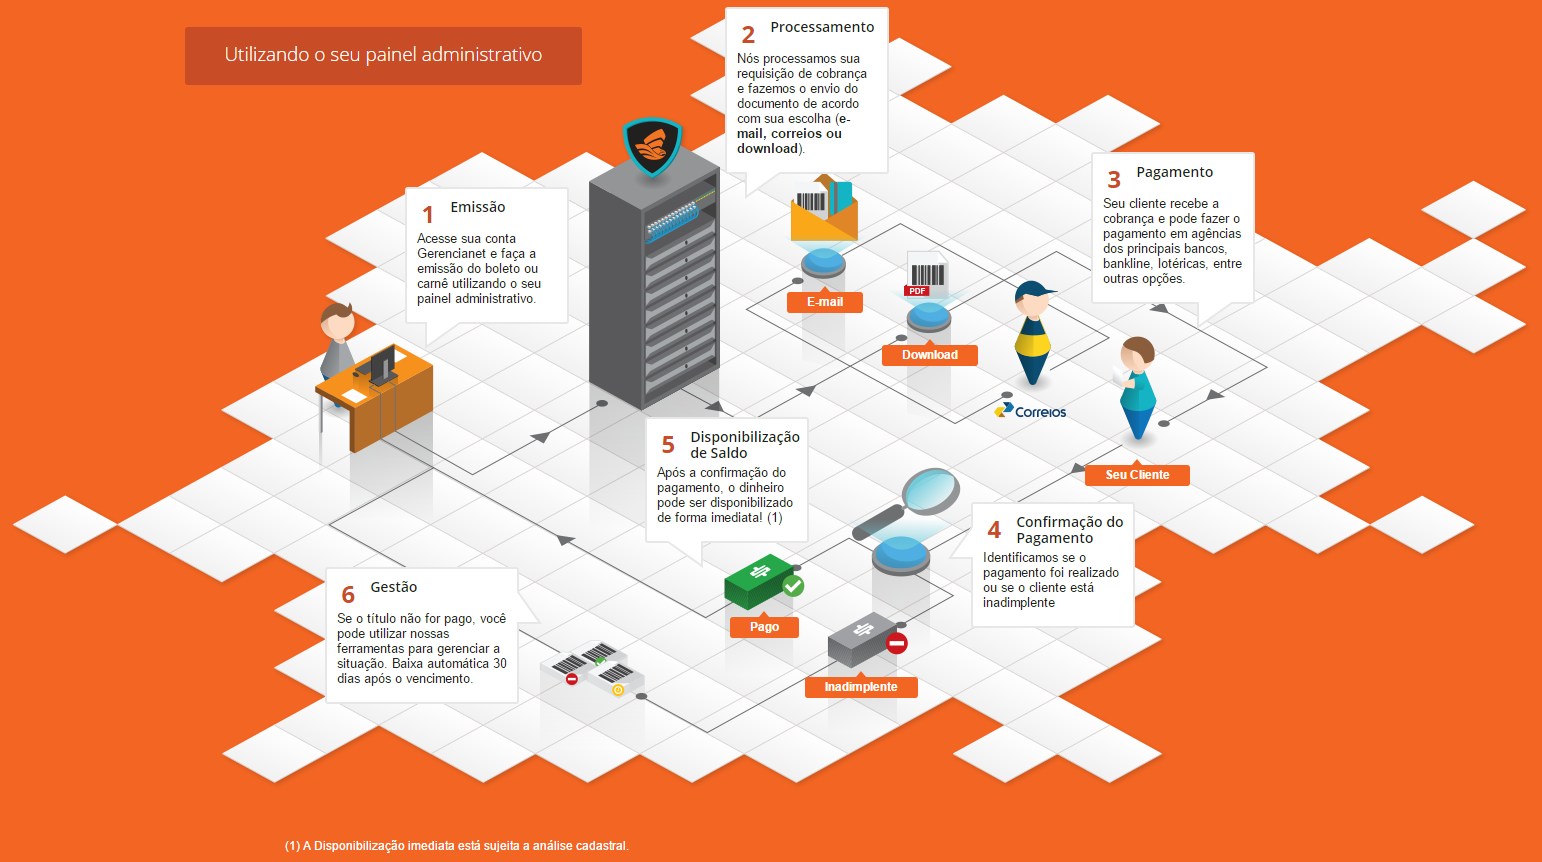 Utilizando o seu painel administrativo
1 Emissão
Acesse sua conta
Gerencianet e faça a
emissão do boleto ou
carnê utilizando o seu
painel administrativo.
2 Processamento
Nós processamos sua
requisição de cobrança
e fazemos o envio do
documento de acordo
com sua escolha (e-
mail, correios ou
download).
E-mail
PDF
Download
Correios
3 Pagamento
Seu cliente recebe a
cobrança e pode fazer o
pagamento em agências
dos principais bancos,
bankline, lotéricas, entre
outras opções.
Seu Cliente
4 Confirmação do
Pagamento
Identificamos se o
pagamento foi realizado
ou se o cliente está
inadimplente
5 Disponibilização
de Saldo
Após a confirmação do
pagamento, o dinheiro
pode ser disponibilizado
de forma imediata! (1)
Pago
Inadimplente
6 Gestão
Se o título não for pago, você
pode utilizar nossas
ferramentas para gerenciar a
situação. Baixa automática 30
dias após o vencimento.
(1) A Disponibilização imediata está sujeita a análise cadastral.